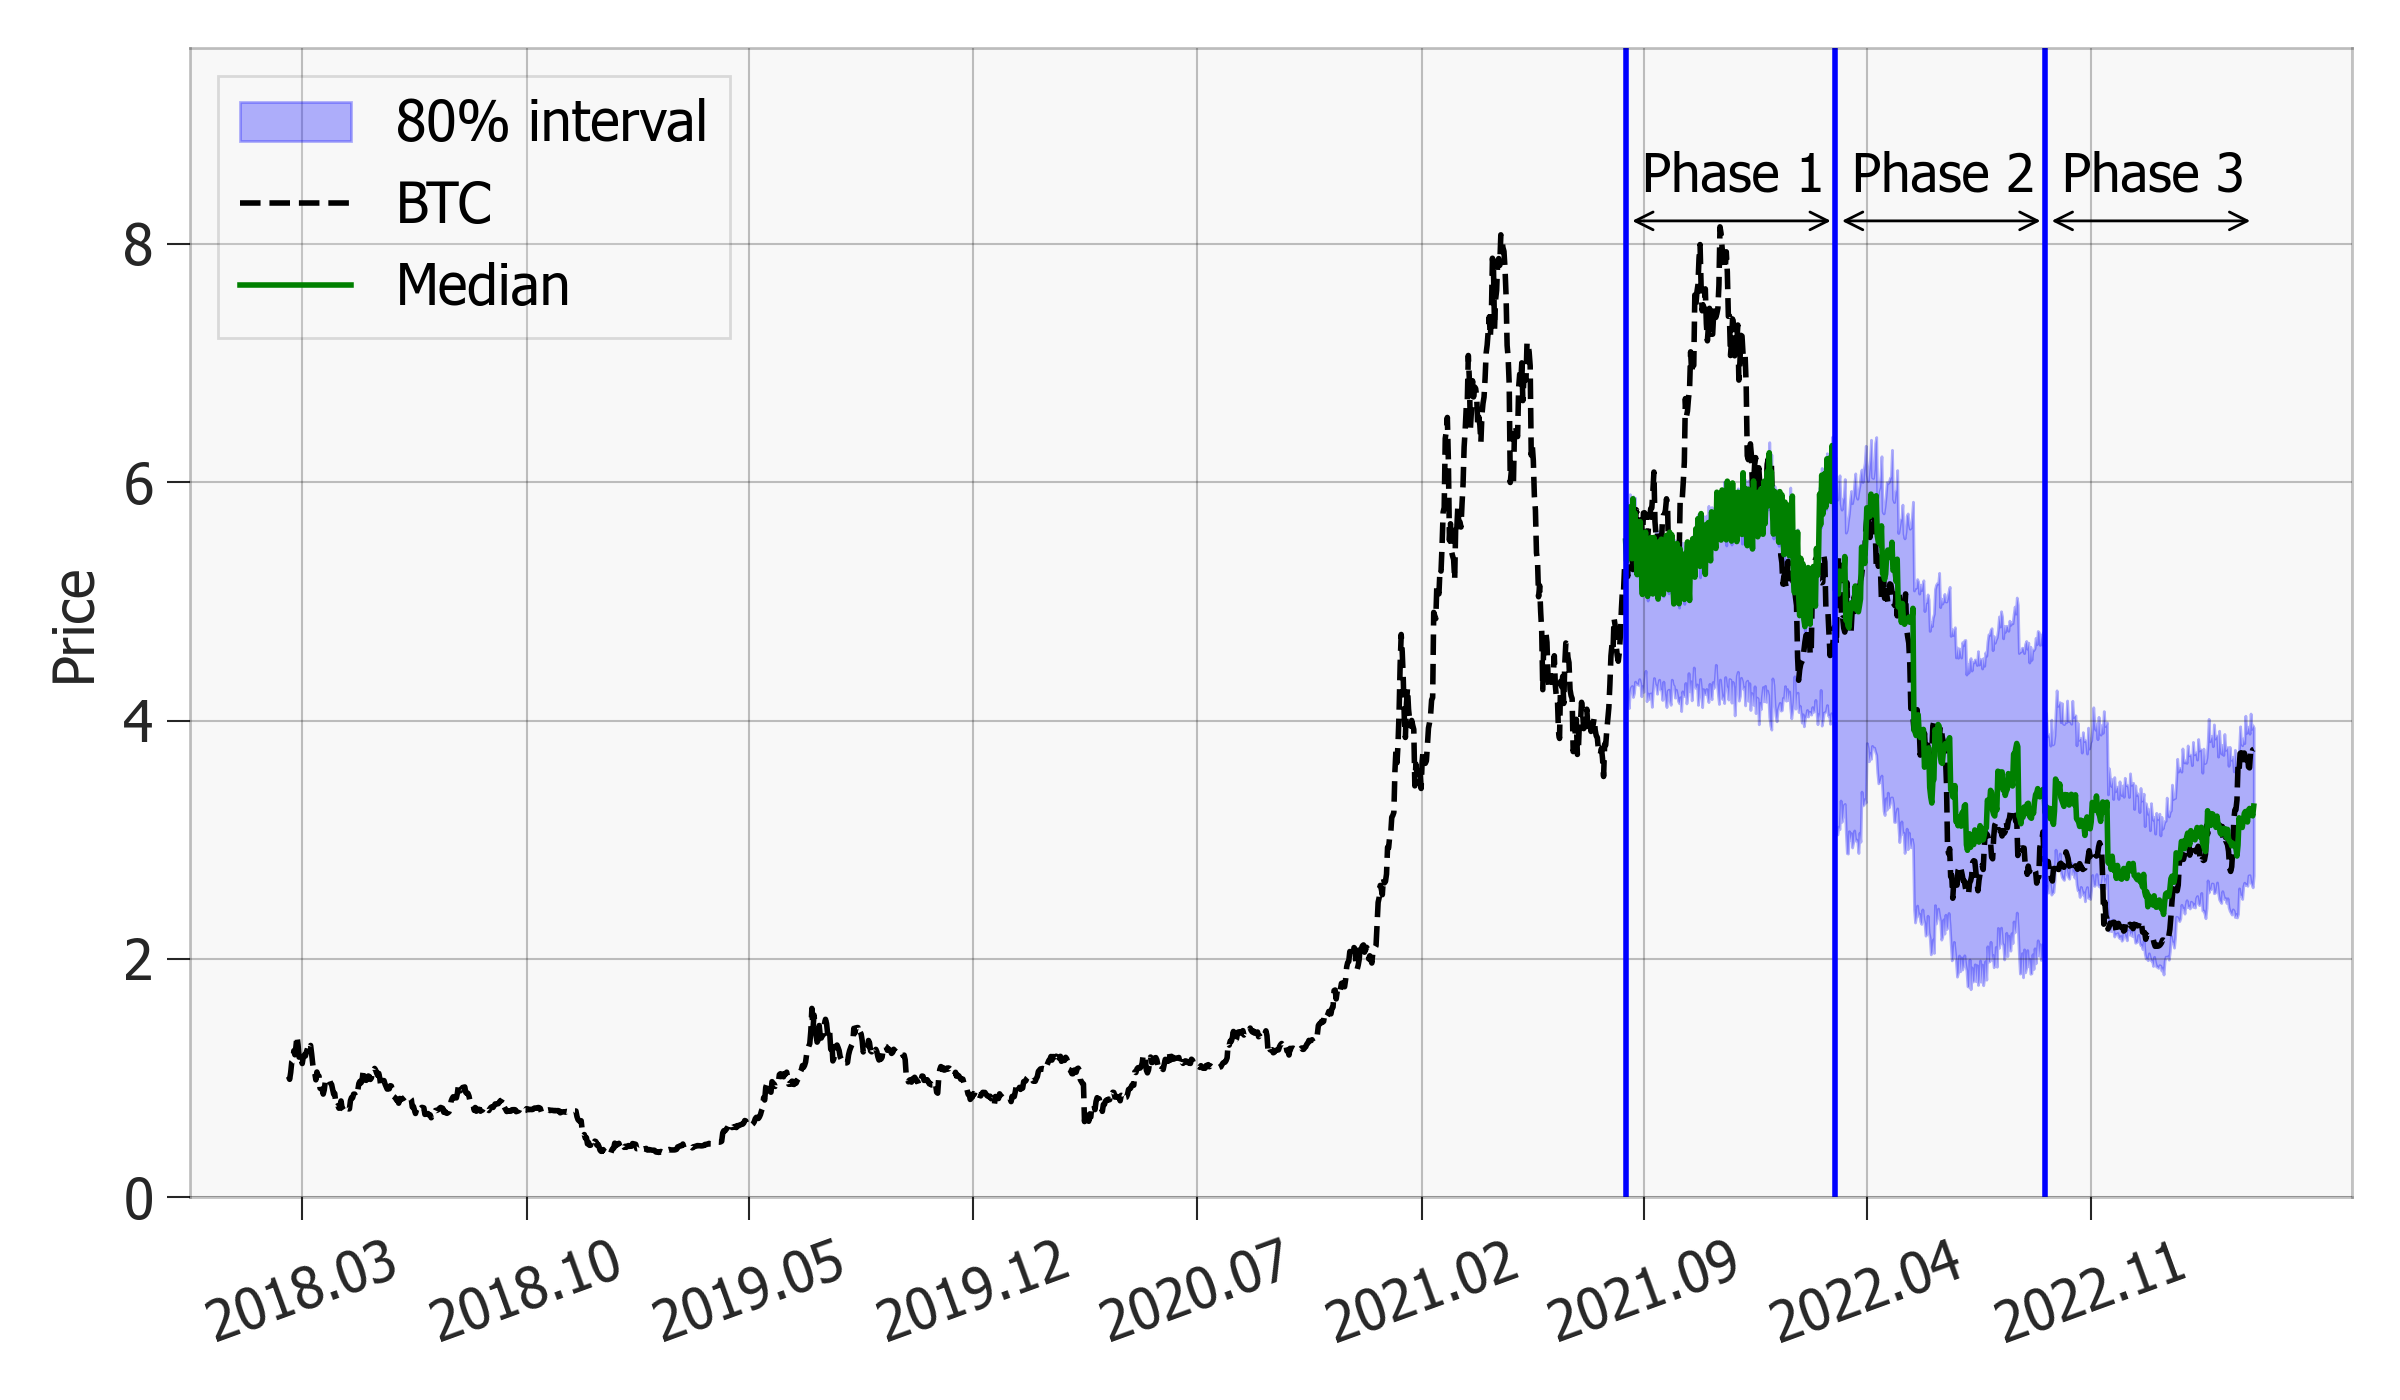 80% interval
BTC
Median
Phase 1
Phase 2
Phase 3
Price
8
6
4
2
0
2018.03
2018.10
2019.05
2019.12
2020.07
2021.02
2021.09
2022.04
2022.11